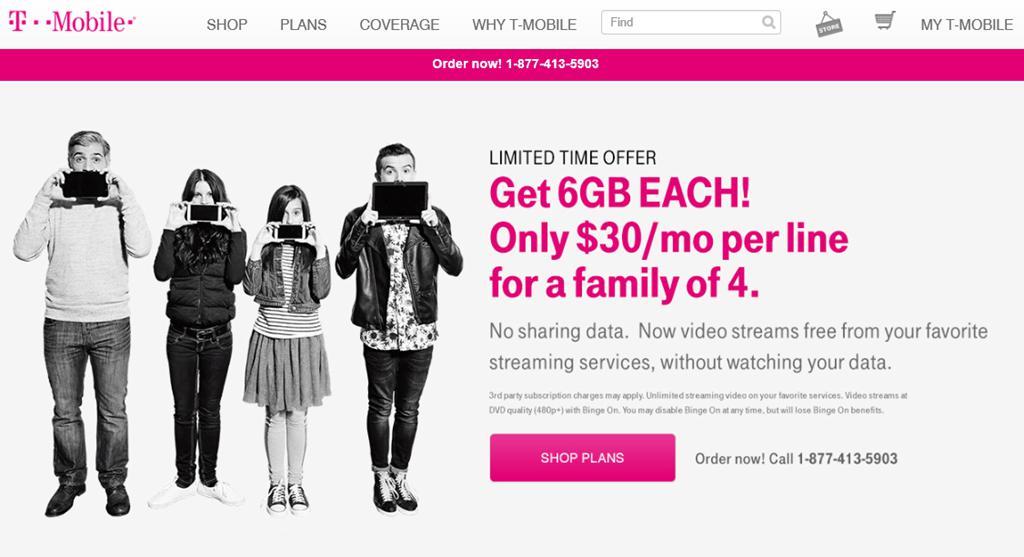 T··Mobile·
SHOP PLANS COVERAGE WHY T-MOBILE Find STORE MY T-MOBILE
Order now! 1-877-413-5903
LIMITED TIME OFFER
Get 6GB EACH!
Only $30/mo per line
for a family of 4.
No sharing data. Now video streams free from your favorite
streaming services, without watching your data.
3rd party subscription charges may apply. Unlimited streaming video on your favorite services. Video streams at
DVD quality (480p+) with Binge On. You may disable Binge On at any time, but will lose Binge On benefits.
SHOP PLANS Order now! Call 1-877-413-5903